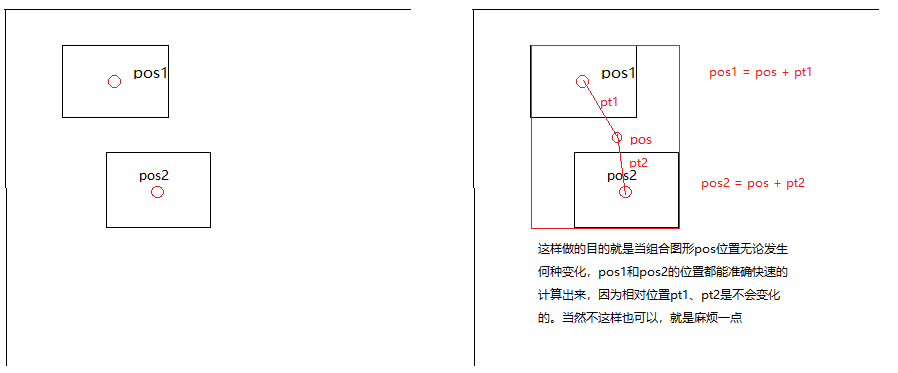 pos1
pos2
pos1
pos1 = pos + pt1
pt1
pos
pt2
pos2
pos2 = pos + pt2
这样做的目的就是当组合图形pos位置无论发生
何种变化，pos1和pos2的位置都能准确快速的
计算出来，因为相对位置pt1、pt2是不会变化
的。当然不这样也可以，就是麻烦一点